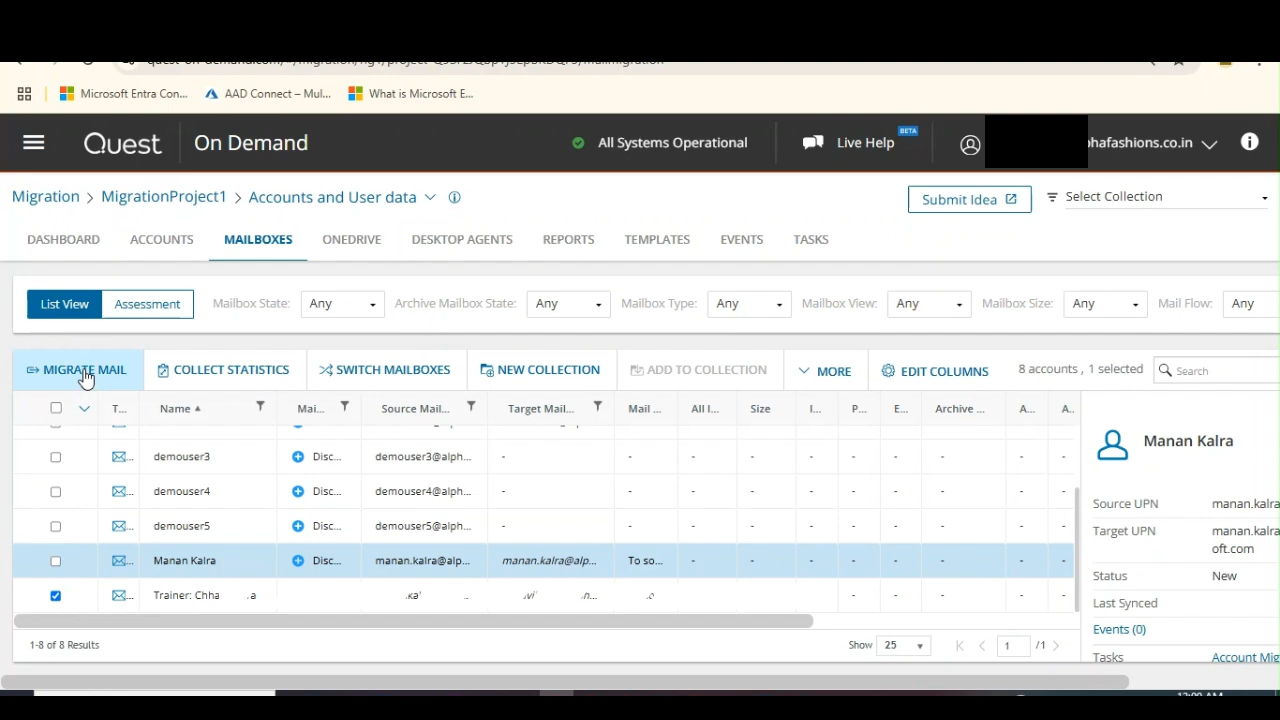 Microsoft Entra Con... AAD Connect – Mul... What is Microsoft E...
Quest On Demand All Systems Operational Live Help BETA hafashions.co.in
Migration > MigrationProject1 > Accounts and User data Submit Idea Select Collection
DASHBOARD ACCOUNTS MAILBOXES ONEDRIVE DESKTOP AGENTS REPORTS TEMPLATES EVENTS TASKS
List View Assessment Mailbox State: Any Archive Mailbox State: Any Mailbox Type: Any Mailbox View: Any Mailbox Size: Any Mail Flow: Any
MIGRATE MAIL COLLECT STATISTICS SWITCH MAILBOXES NEW COLLECTION ADD TO COLLECTION MORE EDIT COLUMNS 8 accounts , 1 selected Search
T... Name Mai... Source Mail... Target Mail... Mail ... All I... Size I... P... E... Archive ... A... A..
demouser3 Disc... demouser3@alph... - - - - - - - - - -
demouser4 Disc... demouser4@alph... - - - - - - - - - -
demouser5 Disc... demouser5@alph... - - - - - - - - - -
Manan Kalra Disc... manan.kalra@alp... manan.kalra@alp... To so... - - - - - - - -
Trainer: Chha - - - - - -
1-8 of 8 Results Show 25 1 /1
Manan Kalra
Source UPN manan.kalra
Target UPN manan.kalra
oft.com
Status New
Last Synced
Events (0)
Tasks Account Mig